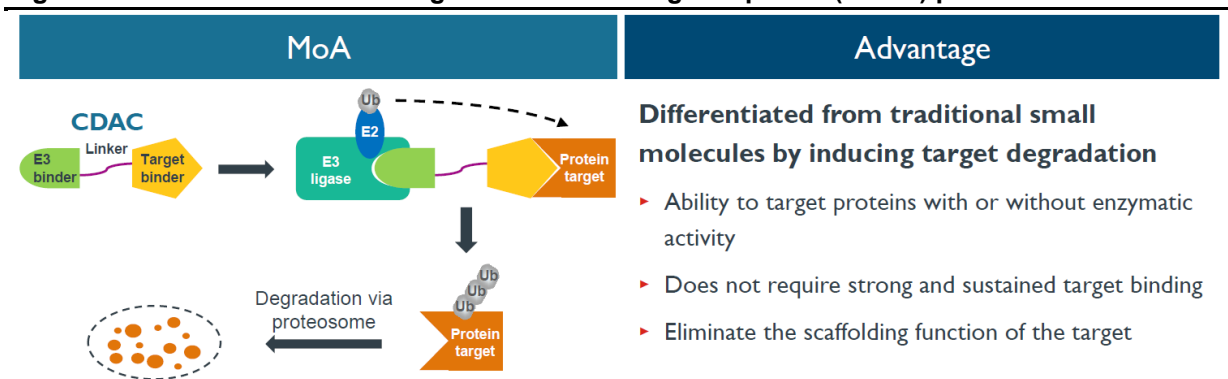 MoA
Advantage
CDAC
E3
binder
Linker
Target
binder
Ub
E2
E3
ligase
Protein
target
Ub
Ub
Ub
Protein
target
Degradation via
proteosome
Differentiated from traditional small
molecules by inducing target degradation
▸ Ability to target proteins with or without enzymatic
activity
▸ Does not require strong and sustained target binding
▸ Eliminate the scaffolding function of the target